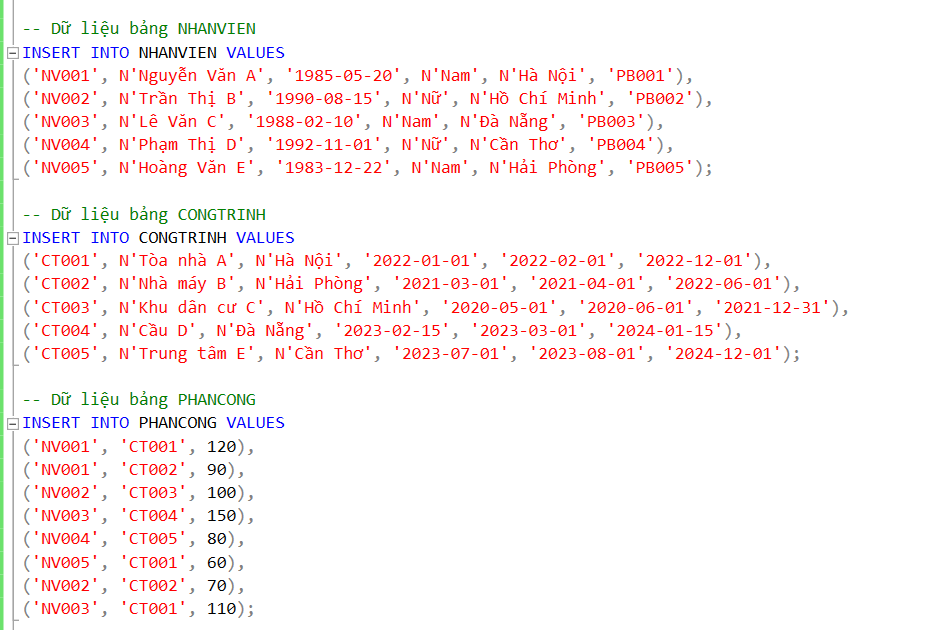 -- Dữ liệu bảng NHANVIEN
INSERT INTO NHANVIEN VALUES
('NV001', N'Nguyễn Văn A', '1985-05-20', N'Nam', N'Hà Nội', 'PB001'),
('NV002', N'Trần Thị B', '1990-08-15', N'Nữ', N'Hồ Chí Minh', 'PB002'),
('NV003', N'Lê Văn C', '1988-02-10', N'Nam', N'Đà Nẵng', 'PB003'),
('NV004', N'Phạm Thị D', '1992-11-01', N'Nữ', N'Cần Thơ', 'PB004'),
('NV005', N'Hoàng Văn E', '1983-12-22', N'Nam', N'Hải Phòng', 'PB005');
-- Dữ liệu bảng CONGTRINH
INSERT INTO CONGTRINH VALUES
('CT001', N'Tòa nhà A', N'Hà Nội', '2022-01-01', '2022-02-01', '2022-12-01'),
('CT002', N'Nhà máy B', N'Hải Phòng', '2021-03-01', '2021-04-01', '2022-06-01'),
('CT003', N'Khu dân cư C', N'Hồ Chí Minh', '2020-05-01', '2020-06-01', '2021-12-31'),
('CT004', N'Cầu D', N'Đà Nẵng', '2023-02-15', '2023-03-01', '2024-01-15'),
('CT005', N'Trung tâm E', N'Cần Thơ', '2023-07-01', '2023-08-01', '2024-12-01');
-- Dữ liệu bảng PHANCONG
INSERT INTO PHANCONG VALUES
('NV001', 'CT001', 120),
('NV001', 'CT002', 90),
('NV002', 'CT003', 100),
('NV003', 'CT004', 150),
('NV004', 'CT005', 80),
('NV005', 'CT001', 60),
('NV002', 'CT002', 70),
('NV003', 'CT001', 110);